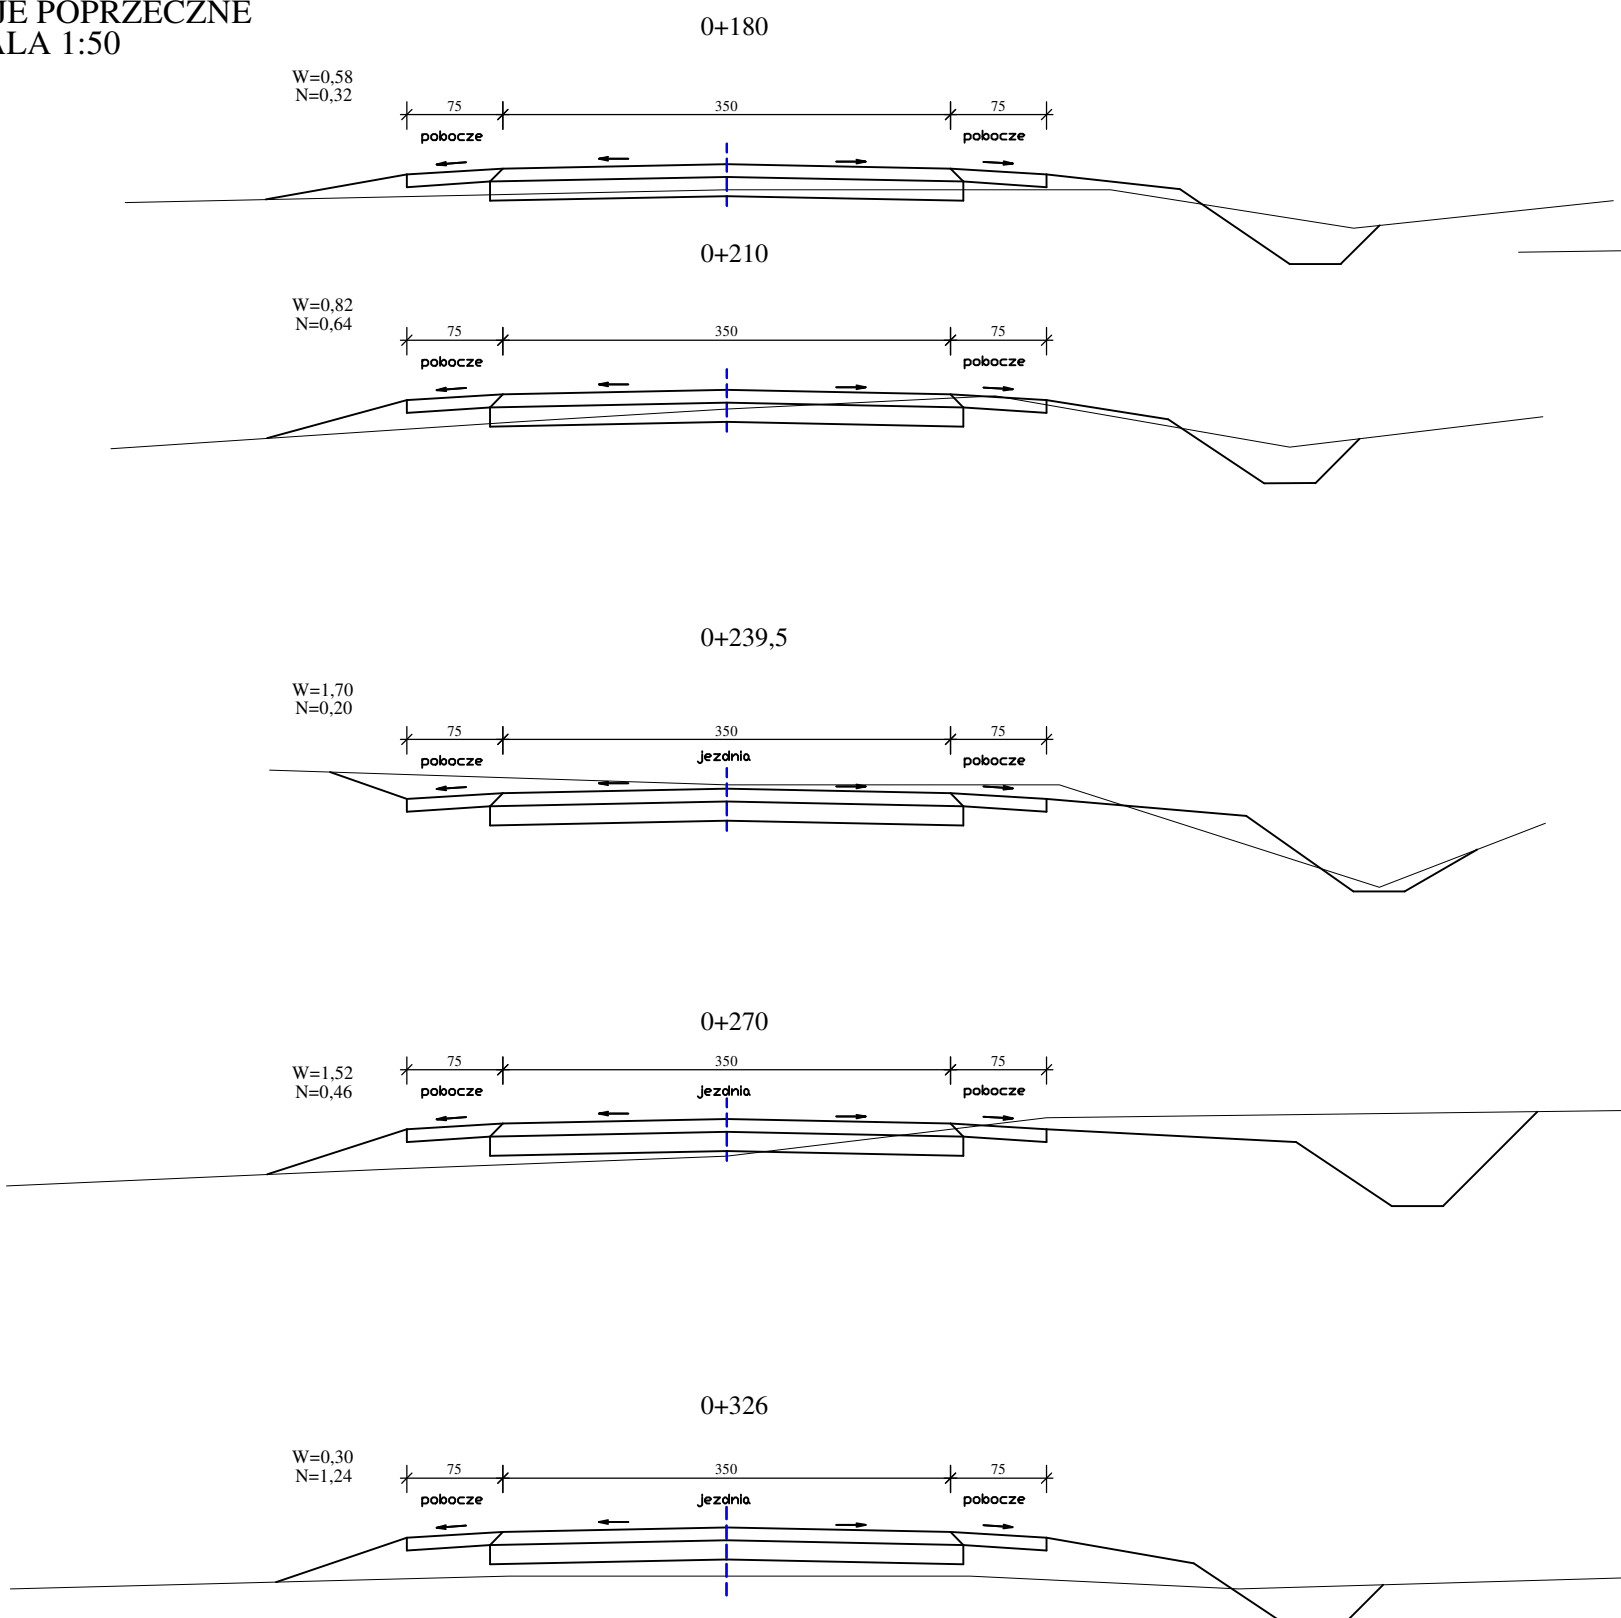 JE POPRZECZNE
ALA 1:50
0+180
W=0,58
N=0,32
75 350 75
pobocze pobocze
0+210
W=0,82
N=0,64
75 350 75
pobocze pobocze
0+239,5
W=1,70
N=0,20
75 350 75
pobocze jezdnia pobocze
0+270
W=1,52
N=0,46
75 350 75
pobocze jezdnia pobocze
0+326
W=0,30
N=1,24
75 350 75
pobocze jezdnia pobocze